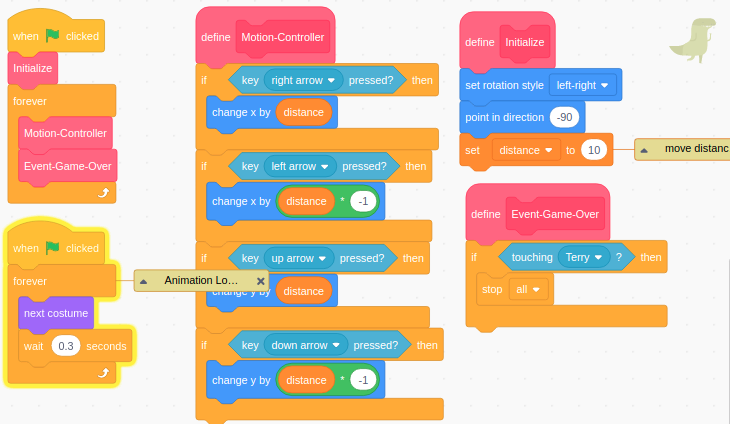 when clicked
Initialize
forever
Motion-Controller
Event-Game-Over
when clicked
forever
next costume
wait 0.3 seconds
Animation Lo...
define Motion-Controller
if key right arrow pressed? then
change x by distance
if key left arrow pressed? then
change x by distance * -1
if key up arrow pressed? then
change y by distance
if key down arrow pressed? then
change y by distance * -1
define Initialize
set rotation style left-right
point in direction -90
set distance to 10
move distanc
define Event-Game-Over
if touching Terry ? then
stop all